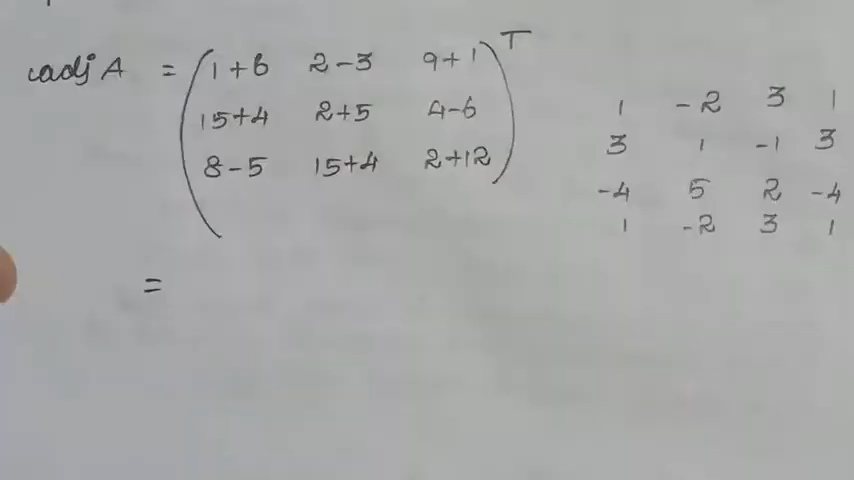 adj A = (1+6 2-3 9+1)T
15+4 2+5 4-6
8-5 15+4 2+12
=
1 -2 3 1
3 1 -1 3
-4 5 2 -4
1 -2 3 1